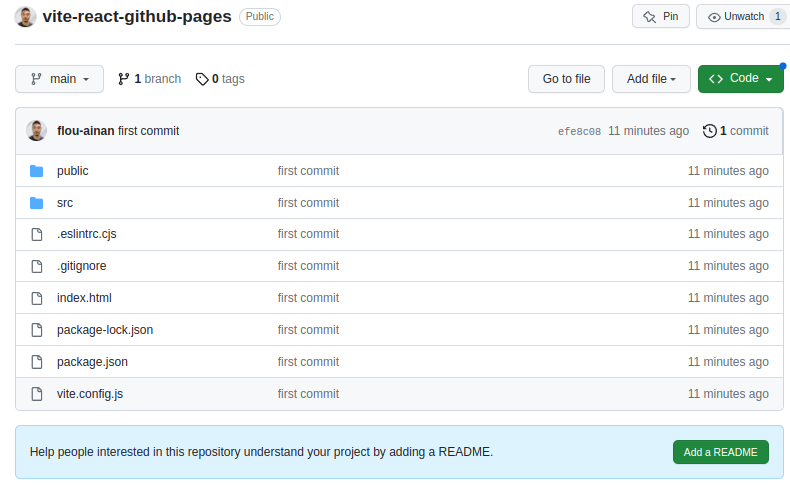 vite-react-github-pages Public Pin Unwatch 1
main 1 branch 0 tags Go to file Add file Code
flou-ainan first commit efe8c08 11 minutes ago 1 commit
public first commit 11 minutes ago
src first commit 11 minutes ago
.eslintrc.cjs first commit 11 minutes ago
.gitignore first commit 11 minutes ago
index.html first commit 11 minutes ago
package-lock.json first commit 11 minutes ago
package.json first commit 11 minutes ago
vite.config.js first commit 11 minutes ago
Help people interested in this repository understand your project by adding a README. Add a README